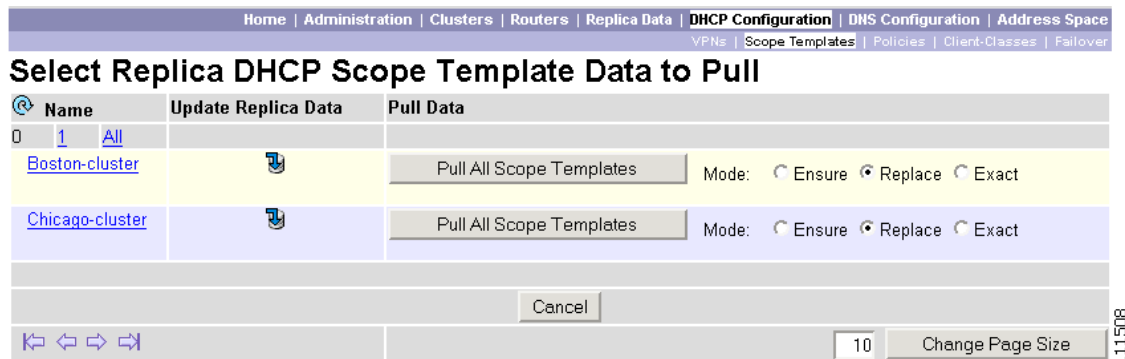 Home | Administration | Clusters | Routers | Replica Data | DHCP Configuration | DNS Configuration | Address Space
VPNs | Scope Templates | Policies | Client-Classes | Failover
Select Replica DHCP Scope Template Data to Pull
Name Update Replica Data Pull Data
0 1 All
Boston-cluster Pull All Scope Templates Mode: Ensure Replace Exact
Chicago-cluster Pull All Scope Templates Mode: Ensure Replace Exact
Cancel
10 Change Page Size
11508